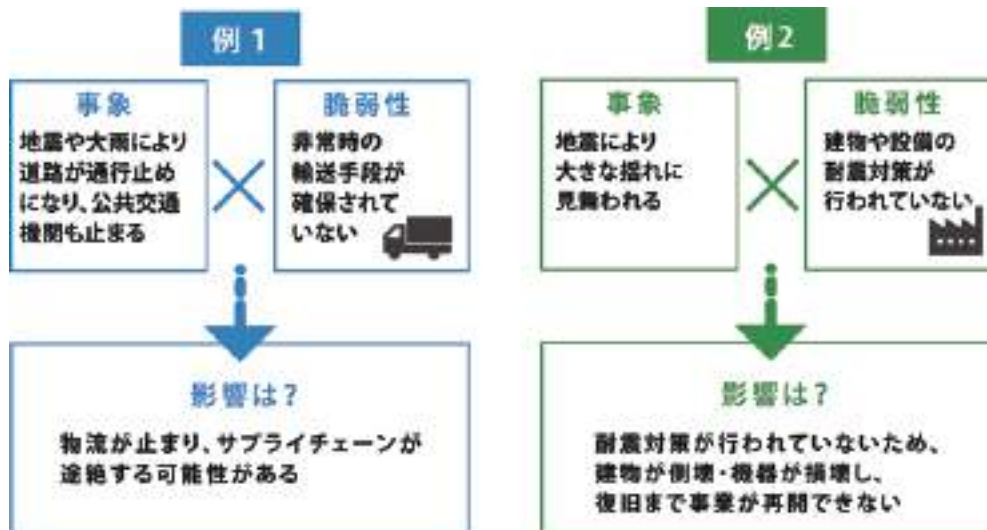 例1
事象
地震や大雨により
道路が通行止め
になり、公共交通
機関も止まる
脆弱性
非常時の
輸送手段が
確保されて
いない
影響は？
物流が止まり、サプライチェーンが
途絶する可能性がある
例2
事象
地震により
大きな揺れに
見舞われる
脆弱性
建物や設備の
耐震対策が
行われていない
影響は？
耐震対策が行われていないため、
建物が倒壊・機器が損壊し、
復旧まで事業が再開できない